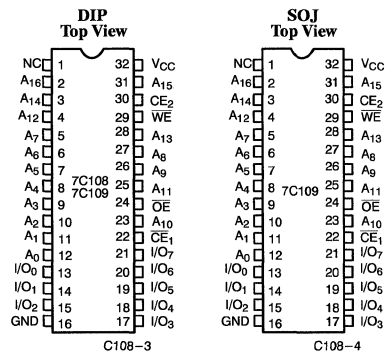 DIP
Top View
NC 1 32 VCC
A16 2 31 A15
A14 3 30 CE2
A12 4 29 WE
A7 5 28 A13
A6 6 27 A8
A5 7 26 A9
7C108
A4 8 25 A11
7C109
A3 9 24 OE
A2 10 23 A10
A1 11 22 CE1
A0 12 21 I/O7
I/O0 13 20 I/O6
I/O1 14 19 I/O5
I/O2 15 18 I/O4
GND 16 17 I/O3
C108-3
SOJ
Top View
NC 1 32 VCC
A16 2 31 A15
A14 3 30 CE2
A12 4 29 WE
A7 5 28 A13
A6 6 27 A8
A5 7 26 A9
A4 8 7C109 25 A11
A3 9 24 OE
A2 10 23 A10
A1 11 22 CE1
A0 12 21 I/O7
I/O0 13 20 I/O6
I/O1 14 19 I/O5
I/O2 15 18 I/O4
GND 16 17 I/O3
C108-4